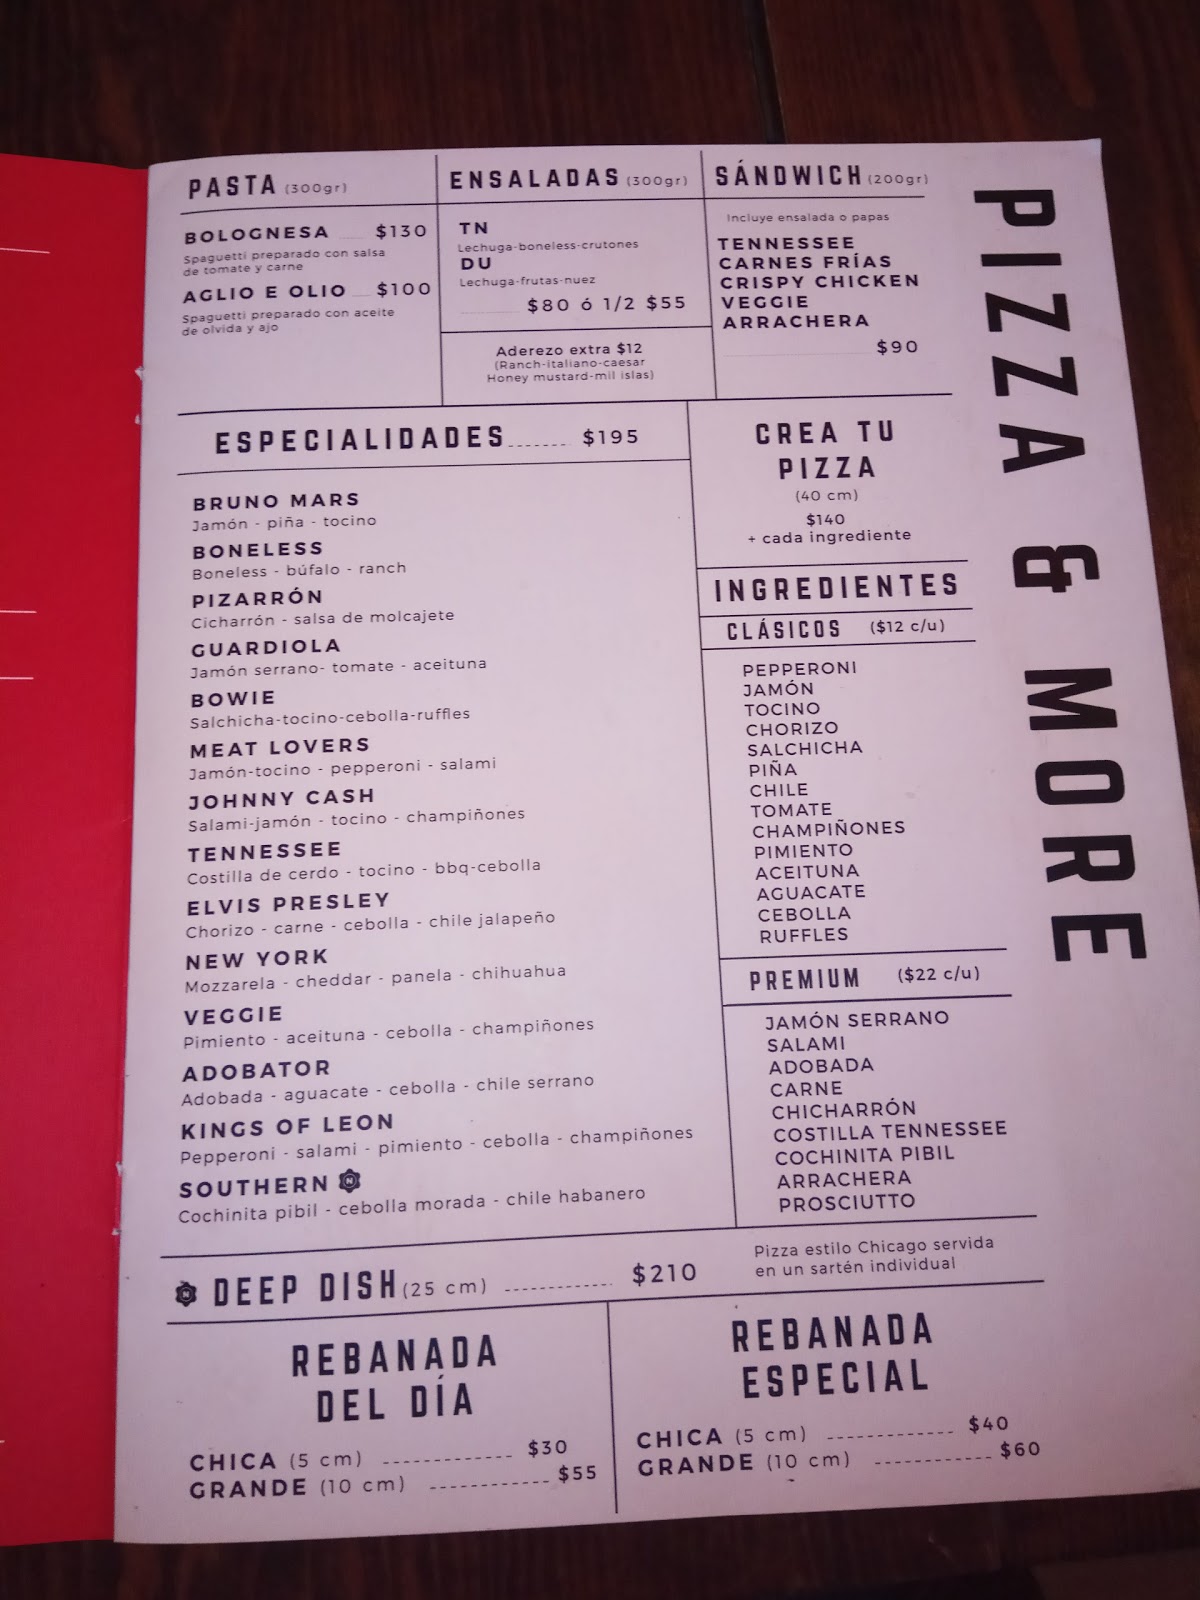 PASTA (300gr)
BOLOGNESA $130
Spaguetti preparado con salsa
de tomate y carne
AGLIO E OLIO $100
Spaguetti preparado con aceite
de olvida y ajo
ENSALADAS (300gr)
TN
Lechuga-boneless-crutones
DU
Lechuga-frutas-nuez
$80 ó 1/2 $55
Aderezo extra $12
(Ranch-italiano-caesar
Honey mustard-mil islas)
SÁNDWICH (200gr)
Incluye ensalada o papas
TENNESSEE
CARNES FRÍAS
CRISPY CHICKEN
VEGGIE
ARRACHERA
$90
PIZZA & MORE
ESPECIALIDADES $195
BRUNO MARS
Jamón - piña - tocino
BONELESS
Boneless - búfalo - ranch
PIZARRÓN
Cicharrón - salsa de molcajete
GUARDIOLA
Jamón serrano- tomate - aceituna
BOWIE
Salchicha-tocino-cebolla-ruffles
MEAT LOVERS
Jamón-tocino - pepperoni - salami
JOHNNY CASH
Salami-jamón - tocino - champiñones
TENNESSEE
Costilla de cerdo - tocino - bbq-cebolla
ELVIS PRESLEY
Chorizo - carne - cebolla - chile jalapeño
NEW YORK
Mozzarela - cheddar - panela - chihuahua
VEGGIE
Pimiento - aceituna - cebolla - champiñones
ADOBATOR
Adobada - aguacate - cebolla - chile serrano
KINGS OF LEON
Pepperoni - salami - pimiento - cebolla - champiñones
SOUTHERN
Cochinita pibil - cebolla morada - chile habanero
CREA TU
PIZZA
(40 cm)
$140
+ cada ingrediente
INGREDIENTES
CLÁSICOS ($12 c/u)
PEPPERONI
JAMÓN
TOCINO
CHORIZO
SALCHICHA
PIÑA
CHILE
TOMATE
CHAMPIÑONES
PIMIENTO
ACEITUNA
AGUACATE
CEBOLLA
RUFFLES
PREMIUM ($22 c/u)
JAMÓN SERRANO
SALAMI
ADOBADA
CARNE
CHICHARRÓN
COSTILLA TENNESSEE
COCHINITA PIBIL
ARRACHERA
PROSCIUTTO
DEEP DISH (25 cm) $210
Pizza estilo Chicago servida
en un sartén individual
REBANADA
DEL DÍA
CHICA (5 cm) $30
GRANDE (10 cm) $55
REBANADA
ESPECIAL
CHICA (5 cm) $40
GRANDE (10 cm) $60